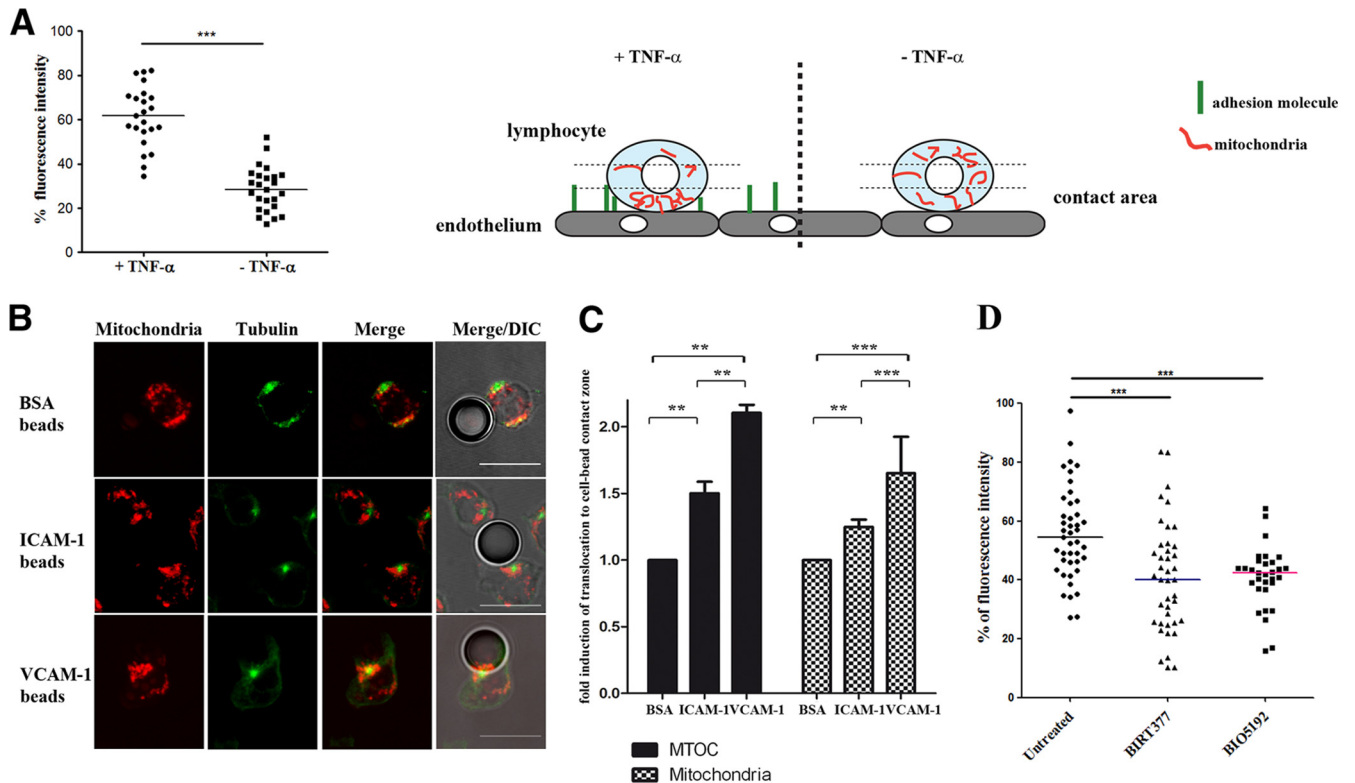 A
100
80
60
40
20
0
% fluorescence intensity
***
+ TNF-α
- TNF-α
+ TNF-α
- TNF-α
lymphocyte
endothelium
contact area
adhesion molecule
mitochondria
B
Mitochondria
Tubulin
Merge
Merge/DIC
BSA
beads
ICAM-1
beads
VCAM-1
beads
C
fold induction of translocation to cell-bead contact zone
2.0
1.5
1.0
0.5
0.0
**
**
**
***
***
**
BSA
ICAM-1
VCAM-1
BSA
ICAM-1
VCAM-1
MTOC
Mitochondria
D
% of fluorescence intensity
100
80
60
40
20
0
***
***
Untreated
BIRT377
BIO5192